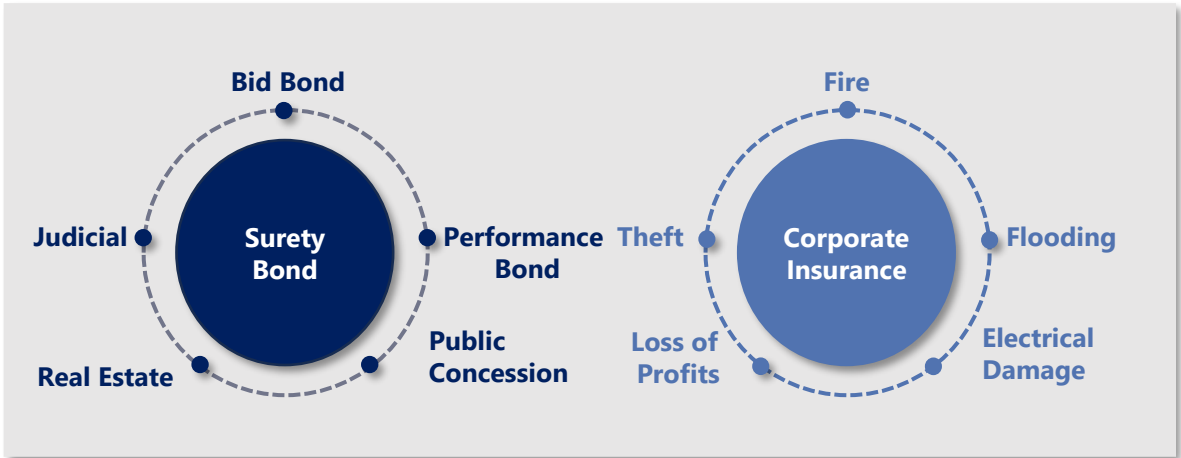 Bid Bond
Judicial
Surety
Bond
Performance
Bond
Real Estate
Public
Concession
Fire
Theft
Corporate
Insurance
Flooding
Loss of
Profits
Electrical
Damage